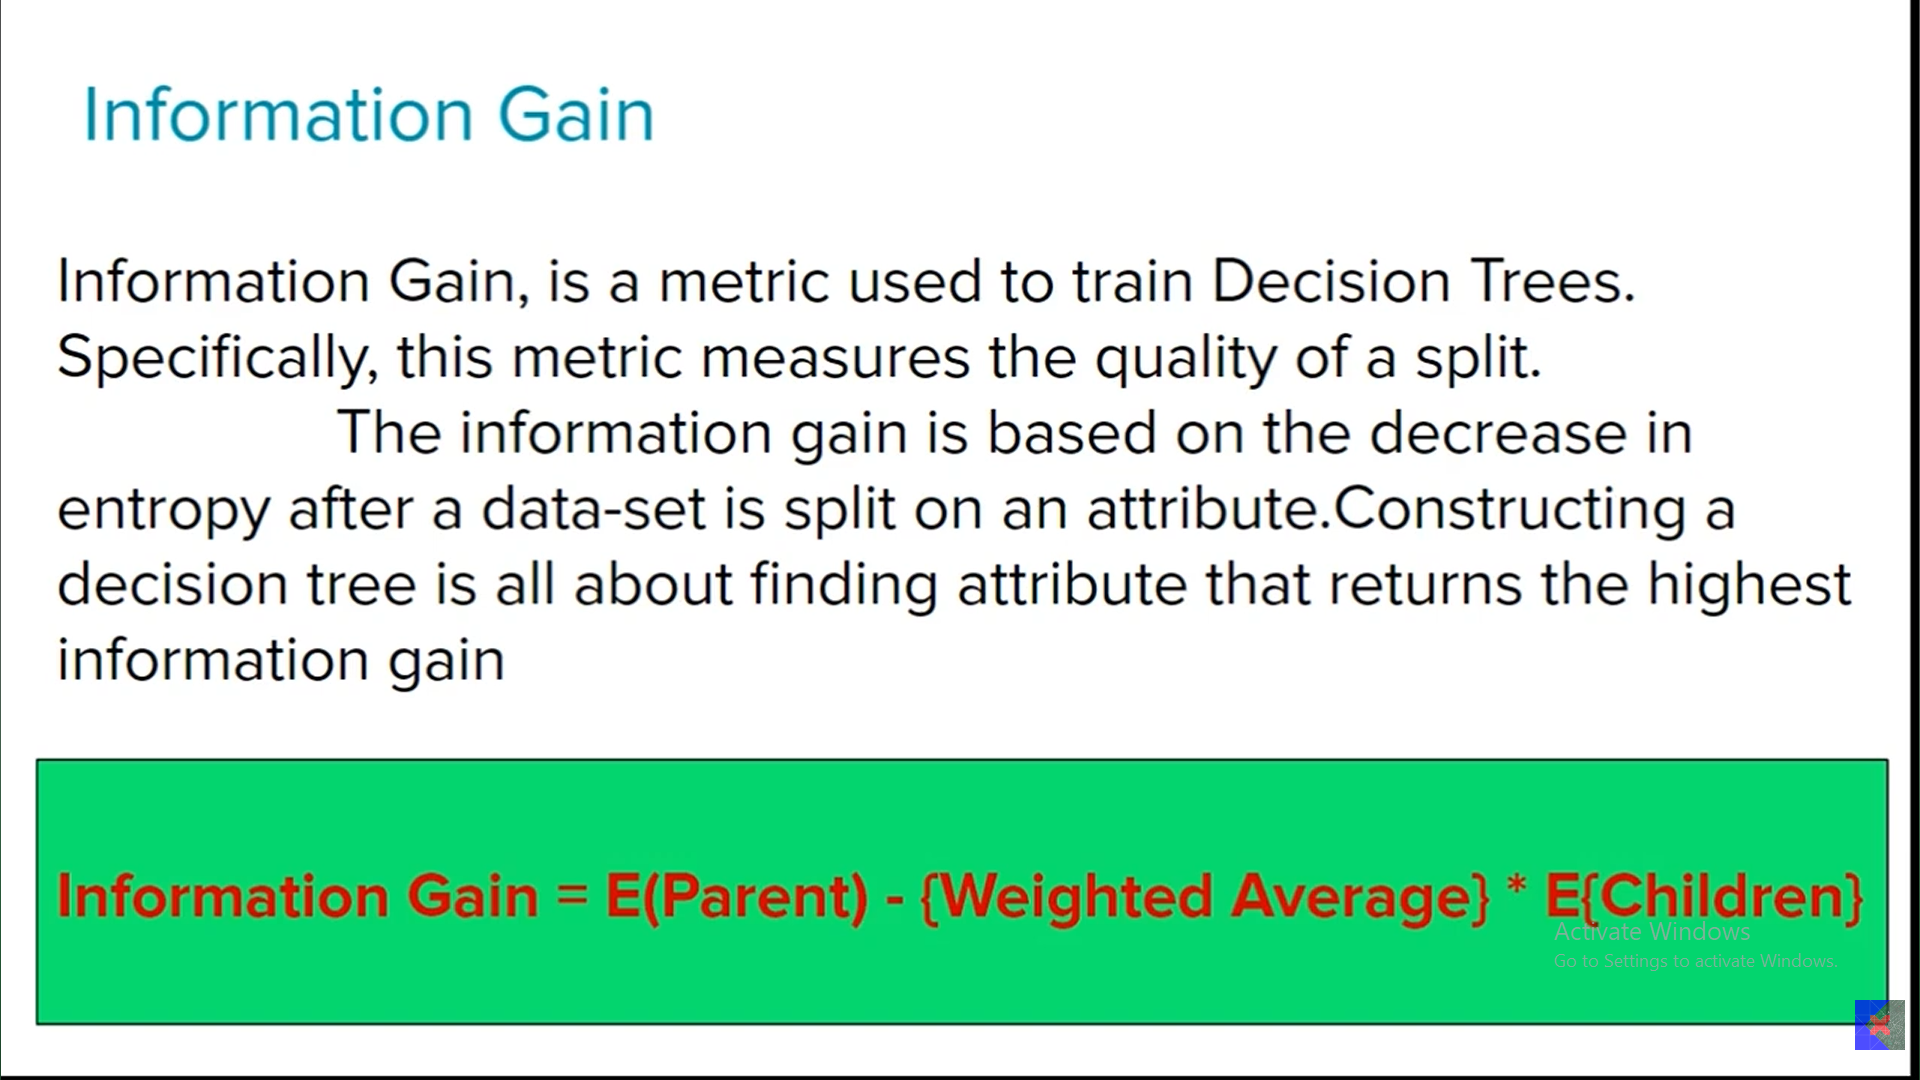 Information Gain
Information Gain, is a metric used to train Decision Trees.
Specifically, this metric measures the quality of a split.
The information gain is based on the decrease in
entropy after a data-set is split on an attribute.Constructing a
decision tree is all about finding attribute that returns the highest
information gain
Information Gain = E(Parent) - {Weighted Average} * E{Children}
Activate Windows
Go to Settings to activate Windows.